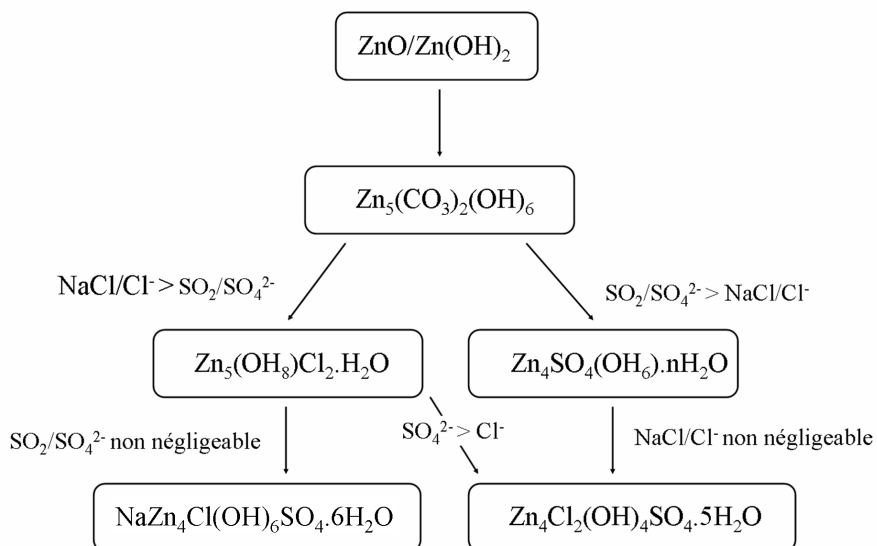 ZnO/Zn(OH)₂
Zn₅(CO₃)₂(OH)₆
NaCl/Cl⁻ > SO₂/SO₄²⁻
SO₂/SO₄²⁻ > NaCl/Cl⁻
Zn₅(OH₈)Cl₂.H₂O
Zn₄SO₄(OH₆).nH₂O
SO₂/SO₄²⁻ non négligeable
SO₄²⁻ > Cl⁻
NaCl/Cl⁻ non négligeable
NaZn₄Cl(OH)₆SO₄.6H₂O
Zn₄Cl₂(OH)₄SO₄.5H₂O